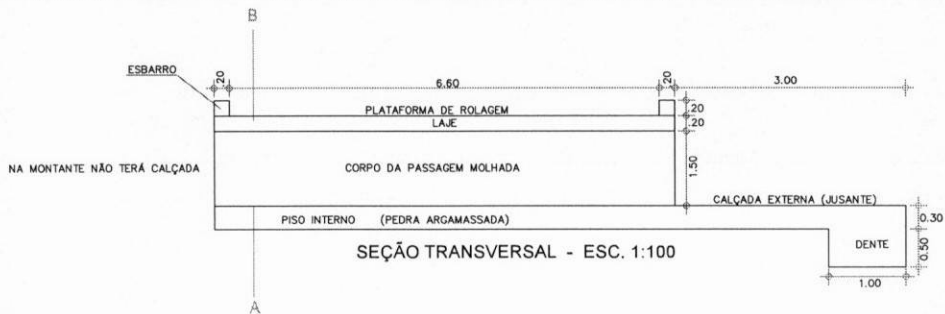 B
ESBARRO
.20
6.60
.20
3.00
PLATAFORMA DE ROLAGEM
.20
LAJE
.20
NA MONTANTE NÃO TERÁ CALÇADA
CORPO DA PASSAGEM MOLHADA
1.50
CALÇADA EXTERNA (JUSANTE)
PISO INTERNO (PEDRA ARGAMASSADA)
0.30
DENTE
0.50
SEÇÃO TRANSVERSAL - ESC. 1:100
1.00
A